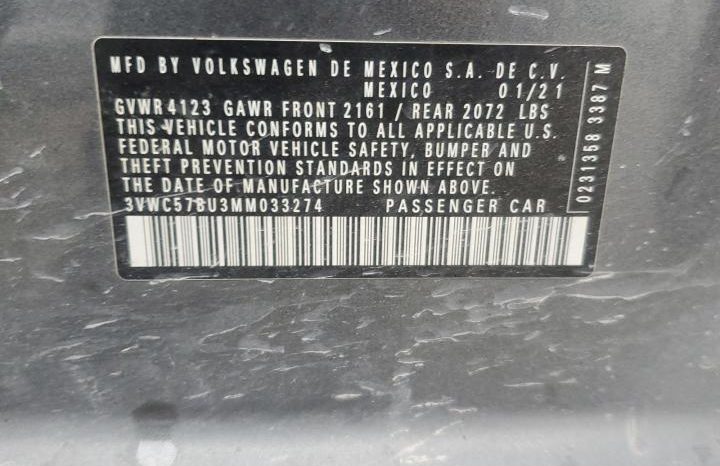 MFD BY VOLKSWAGEN DE MEXICO S.A. DE C.V.
MEXICO 01/21
GVWR 4123 GAWR FRONT 2161 / REAR 2072 LBS
THIS VEHICLE CONFORMS TO ALL APPLICABLE U.S.
FEDERAL MOTOR VEHICLE SAFETY, BUMPER AND
THEFT PREVENTION STANDARDS IN EFFECT ON
THE DATE OF MANUFACTURE SHOWN ABOVE.
3VWC57BU3MM033274 PASSENGER CAR
0231358 3387 M